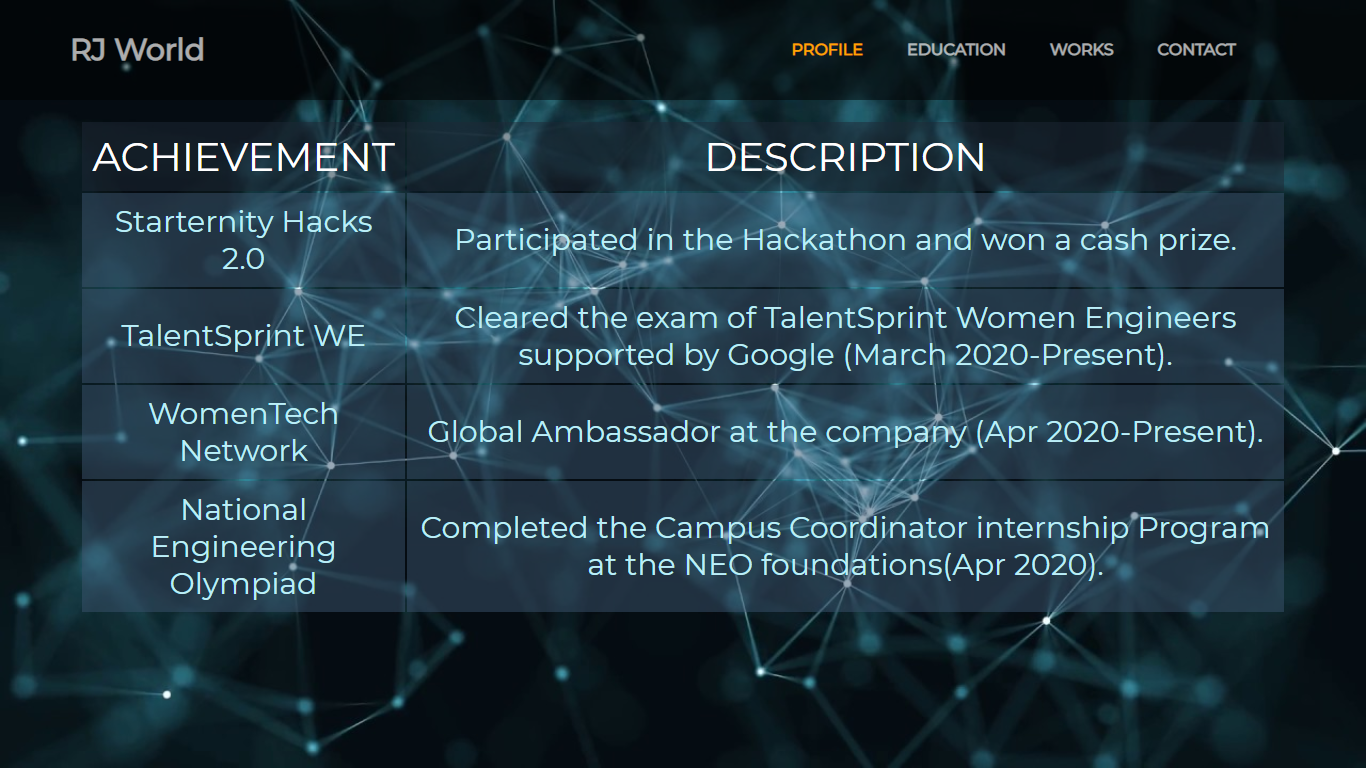 RJ World
PROFILE EDUCATION WORKS CONTACT
ACHIEVEMENT DESCRIPTION
Starternity Hacks
2.0
Participated in the Hackathon and won a cash prize.
TalentSprint WE
Cleared the exam of TalentSprint Women Engineers
supported by Google (March 2020-Present).
WomenTech
Network
Global Ambassador at the company (Apr 2020-Present).
National
Engineering
Olympiad
Completed the Campus Coordinator internship Program
at the NEO foundations(Apr 2020).